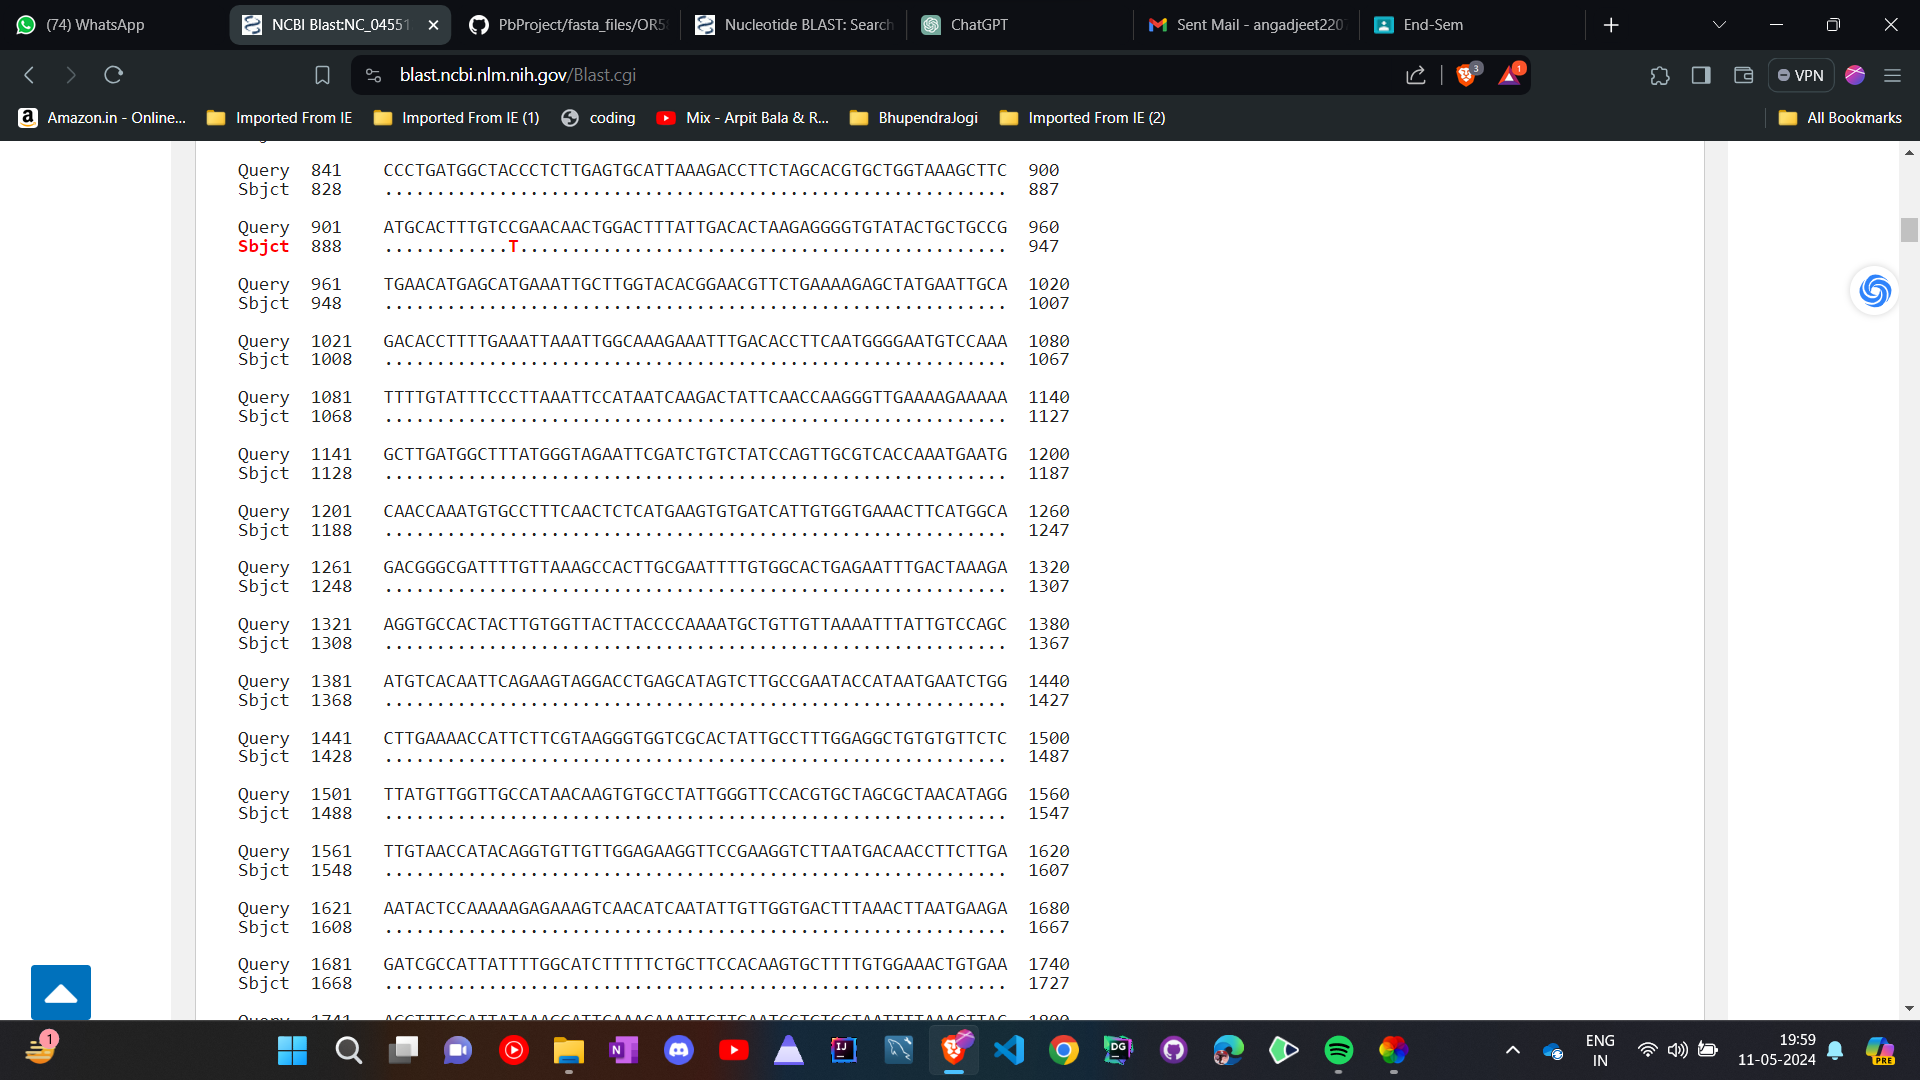 (74) WhatsApp
NCBI Blast:NC_04551
PbProject/fasta_files/OR5
Nucleotide BLAST: Search
ChatGPT
Sent Mail - angadjeet220
End-Sem
blast.ncbi.nlm.nih.gov/Blast.cgi
3
1
VPN
Amazon.in - Online...
Imported From IE
Imported From IE (1)
coding
Mix - Arpit Bala & R...
BhupendraJogi
Imported From IE (2)
All Bookmarks
Query 841 CCCTGATGGCTACCCTCTTGAGTGCATTAAAGACCTTCTAGCACGTGCTGGTAAAGCTTC 900
Sbjct 828 ............................................................ 887
Query 901 ATGCACTTTGTCCGAACAACTGGACTTTATTGACACTAAGAGGGGTGTATACTGCTGCCG 960
Sbjct 888 ............T............................................... 947
Query 961 TGAACATGAGCATGAAATTGCTTGGTACACGGAACGTTCTGAAAAGAGCTATGAATTGCA 1020
Sbjct 948 ............................................................ 1007
Query 1021 GACACCTTTTGAAATTAAATTGGCAAAGAAATTTGACACCTTCAATGGGGAATGTCCAAA 1080
Sbjct 1008 ............................................................ 1067
Query 1081 TTTTGTATTTCCCTTAAATTCCATAATCAAGACTATTCAACCAAGGGTTGAAAAGAAAAA 1140
Sbjct 1068 ............................................................ 1127
Query 1141 GCTTGATGGCTTTATGGGTAGAATTCGATCTGTCTATCCAGTTGCGTCACCAAATGAATG 1200
Sbjct 1128 ............................................................ 1187
Query 1201 CAACCAAATGTGCCTTTCAACTCTCATGAAGTGTGATCATTGTGGTGAAACTTCATGGCA 1260
Sbjct 1188 ............................................................ 1247
Query 1261 GACGGGCGATTTTGTTAAAGCCACTTGCGAATTTTGTGGCACTGAGAATTTGACTAAAGA 1320
Sbjct 1248 ............................................................ 1307
Query 1321 AGGTGCCACTACTTGTGGTTACTTACCCCAAAATGCTGTTGTTAAAATTTATTGTCCAGC 1380
Sbjct 1308 ............................................................ 1367
Query 1381 ATGTCACAATTCAGAAGTAGGACCTGAGCATAGTCTTGCCGAATACCATAATGAATCTGG 1440
Sbjct 1368 ............................................................ 1427
Query 1441 CTTGAAAACCATTCTTCGTAAGGGTGGTCGCACTATTGCCTTTGGAGGCTGTGTGTTCTC 1500
Sbjct 1428 ............................................................ 1487
Query 1501 TTATGTTGGTTGCCATAACAAGTGTGCCTATTGGGTTCCACGTGCTAGCGCTAACATAGG 1560
Sbjct 1488 ............................................................ 1547
Query 1561 TTGTAACCATACAGGTGTTGTTGGAGAAGGTTCCGAAGGTCTTAATGACAACCTTCTTGA 1620
Sbjct 1548 ............................................................ 1607
Query 1621 AATACTCCAAAAAGAGAAAGTCAACATCAATATTGTTGGTGACTTTAAACTTAATGAAGA 1680
Sbjct 1608 ............................................................ 1667
Query 1681 GATCGCCATTATTTTGGCATCTTTTTCTGCTTCCACAAGTGCTTTTGTGGAAACTGTGAA 1740
Sbjct 1668 ............................................................ 1727
1
ENG
IN
19:59
11-05-2024
PRE